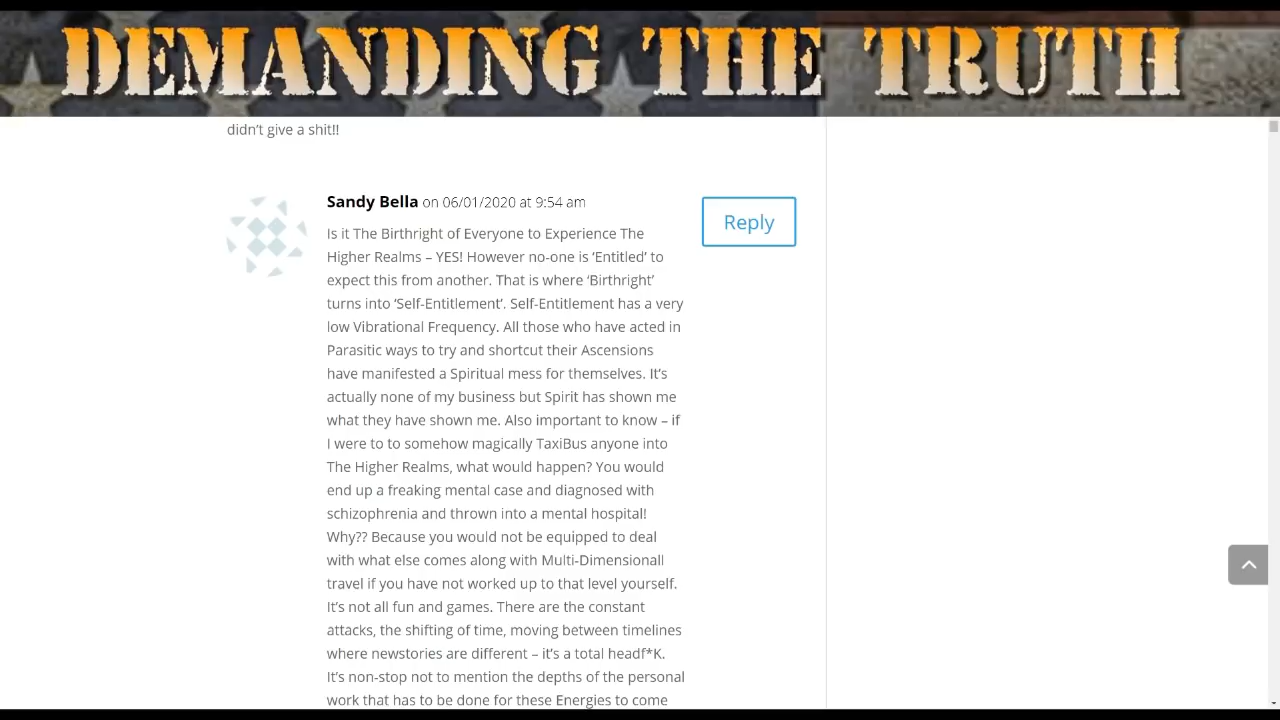 DEMANDING THE TRUTH
didn't give a shit!!
Sandy Bella on 06/01/2020 at 9:54 am
Reply
Is it The Birthright of Everyone to Experience The
Higher Realms – YES! However no-one is ‘Entitled’ to
expect this from another. That is where ‘Birthright’
turns into ‘Self-Entitlement’. Self-Entitlement has a very
low Vibrational Frequency. All those who have acted in
Parasitic ways to try and shortcut their Ascensions
have manifested a Spiritual mess for themselves. It’s
actually none of my business but Spirit has shown me
what they have shown me. Also important to know – if
I were to to somehow magically TaxiBus anyone into
The Higher Realms, what would happen? You would
end up a freaking mental case and diagnosed with
schizophrenia and thrown into a mental hospital!
Why?? Because you would not be equipped to deal
with what else comes along with Multi-Dimensionall
travel if you have not worked up to that level yourself.
It’s not all fun and games. There are the constant
attacks, the shifting of time, moving between timelines
where newstories are different – it’s a total headf*K.
It’s non-stop not to mention the depths of the personal
work that has to be done for these Energies to come